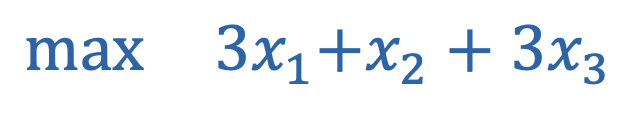 max 3x₁+x₂ + 3x₃